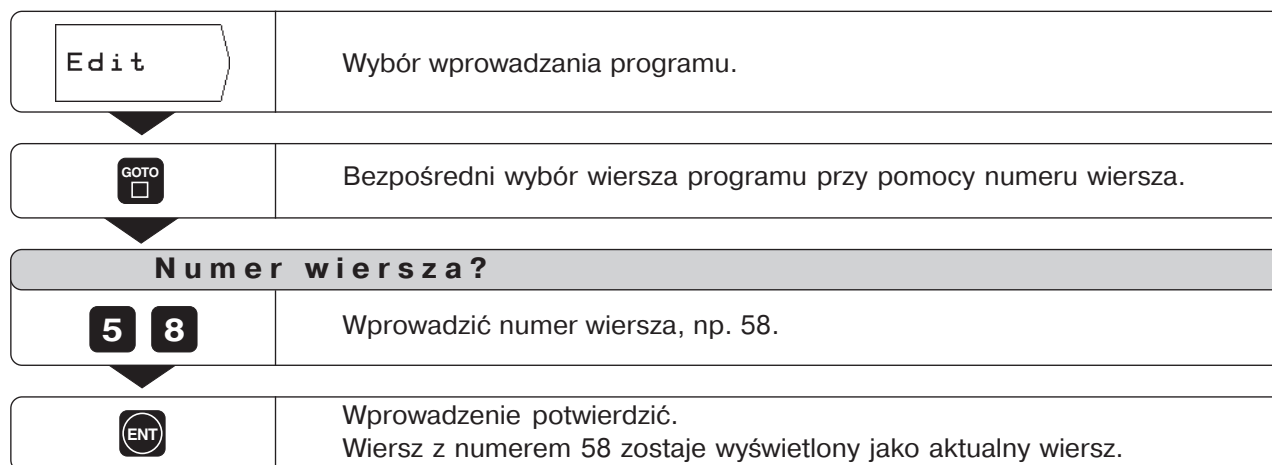 Edit
Wybór wprowadzania programu.
GOTO
Bezpośredni wybór wiersza programu przy pomocy numeru wiersza.
Numer wiersza?
5 8
Wprowadzić numer wiersza, np. 58.
ENT
Wprowadzenie potwierdzić.
Wiersz z numerem 58 zostaje wyświetlony jako aktualny wiersz.